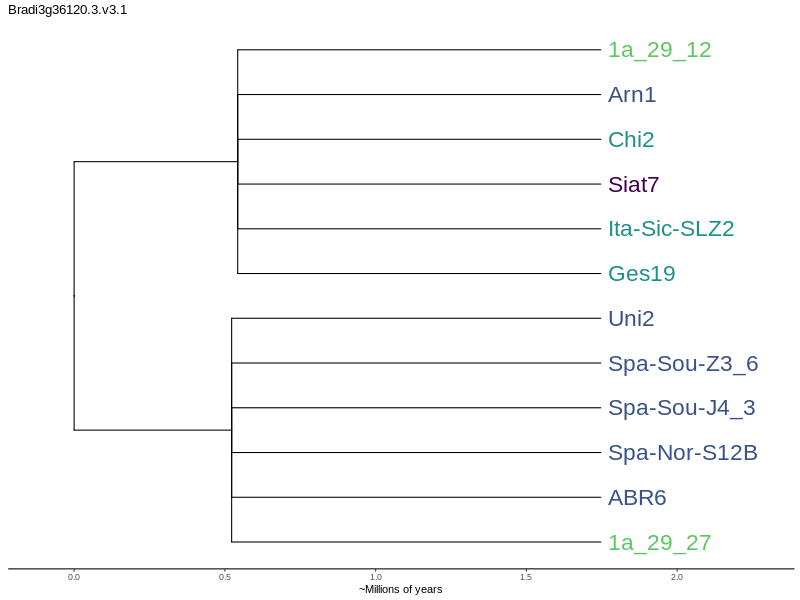 Bradi3g36120.3.v3.1
1a_29_12
Arn1
Chi2
Siat7
Ita-Sic-SLZ2
Ges19
Uni2
Spa-Sou-Z3_6
Spa-Sou-J4_3
Spa-Nor-S12B
ABR6
1a_29_27
0.0 0.5 1.0 1.5 2.0
~Millions of years